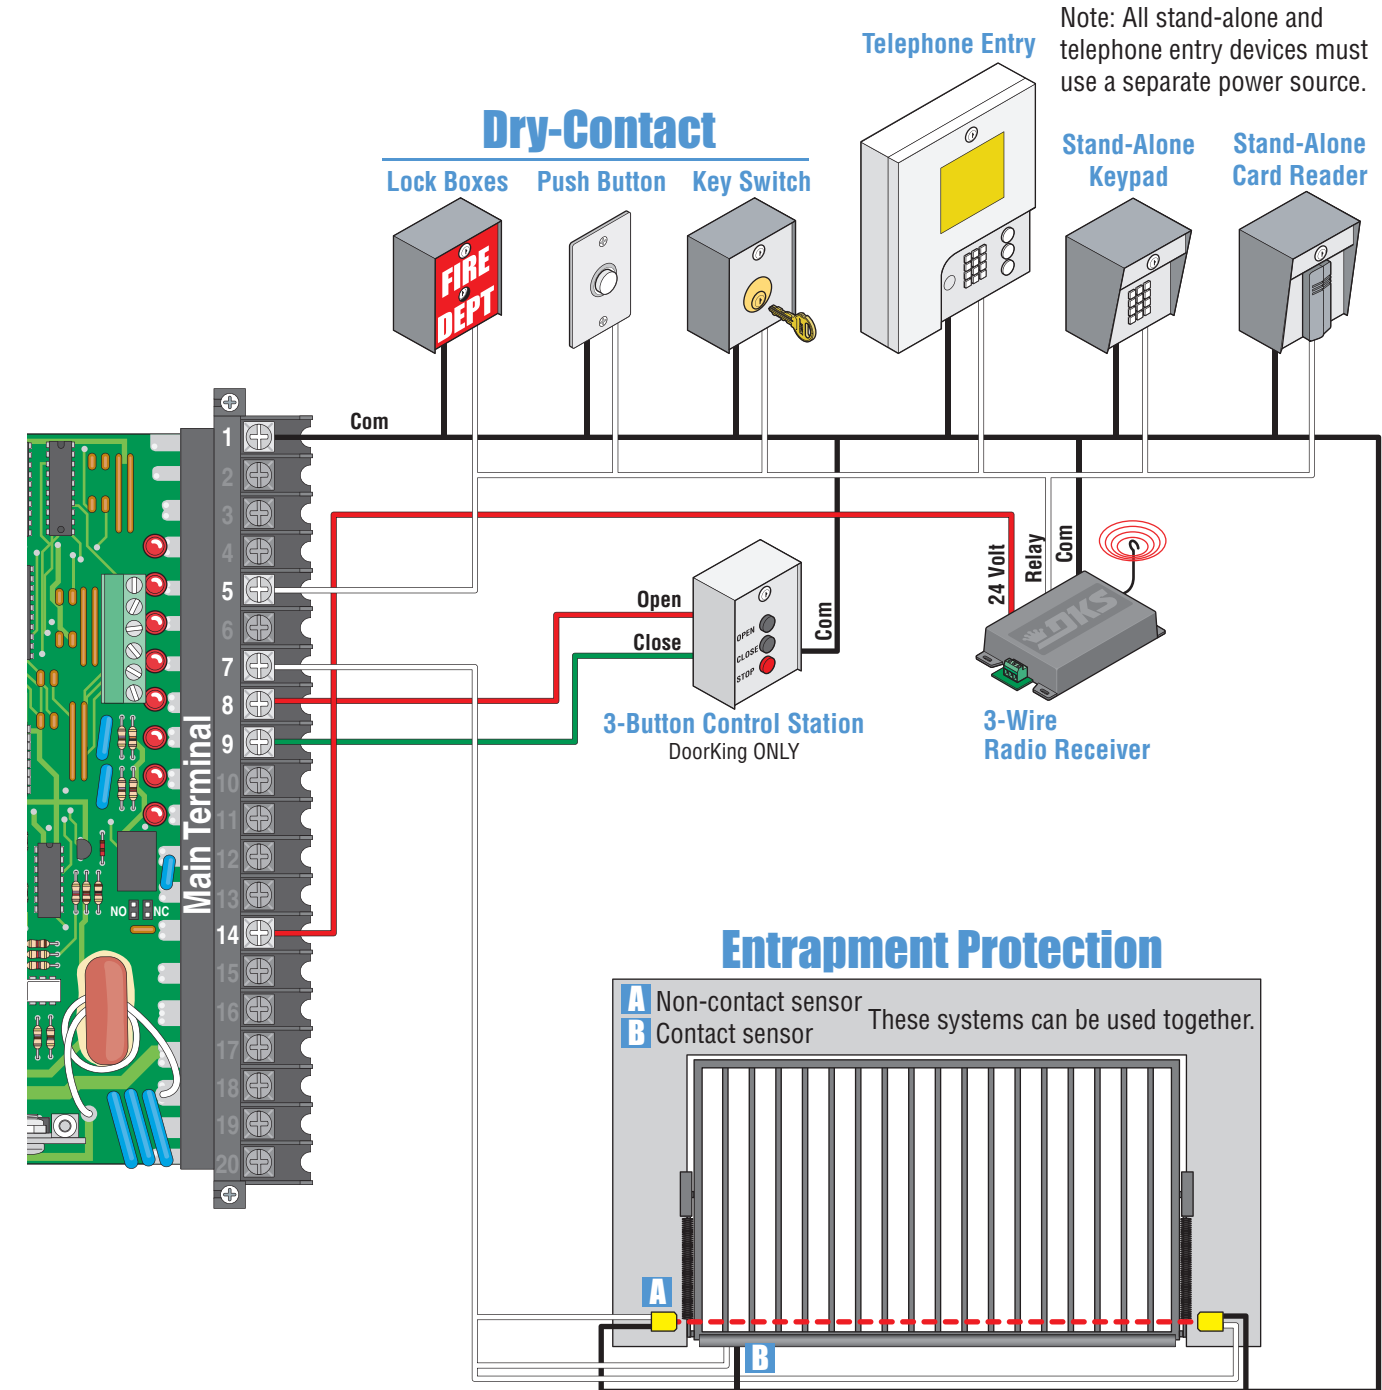 Note: All stand-alone and
telephone entry devices must
use a separate power source.
Telephone Entry
Dry-Contact
Lock Boxes
Push Button
Key Switch
Stand-Alone
Keypad
Stand-Alone
Card Reader
FIRE
DEPT
Com
1
2
3
4
5
6
7
8
9
10
11
12
13
14
15
16
17
18
19
20
Main Terminal
NO
NC
24 Volt
Relay
Com
Open
Close
Com
OPEN
CLOSE
STOP
DKS
3-Button Control Station
DoorKing ONLY
3-Wire
Radio Receiver
Entrapment Protection
A Non-contact sensor
B Contact sensor
These systems can be used together.
A
B